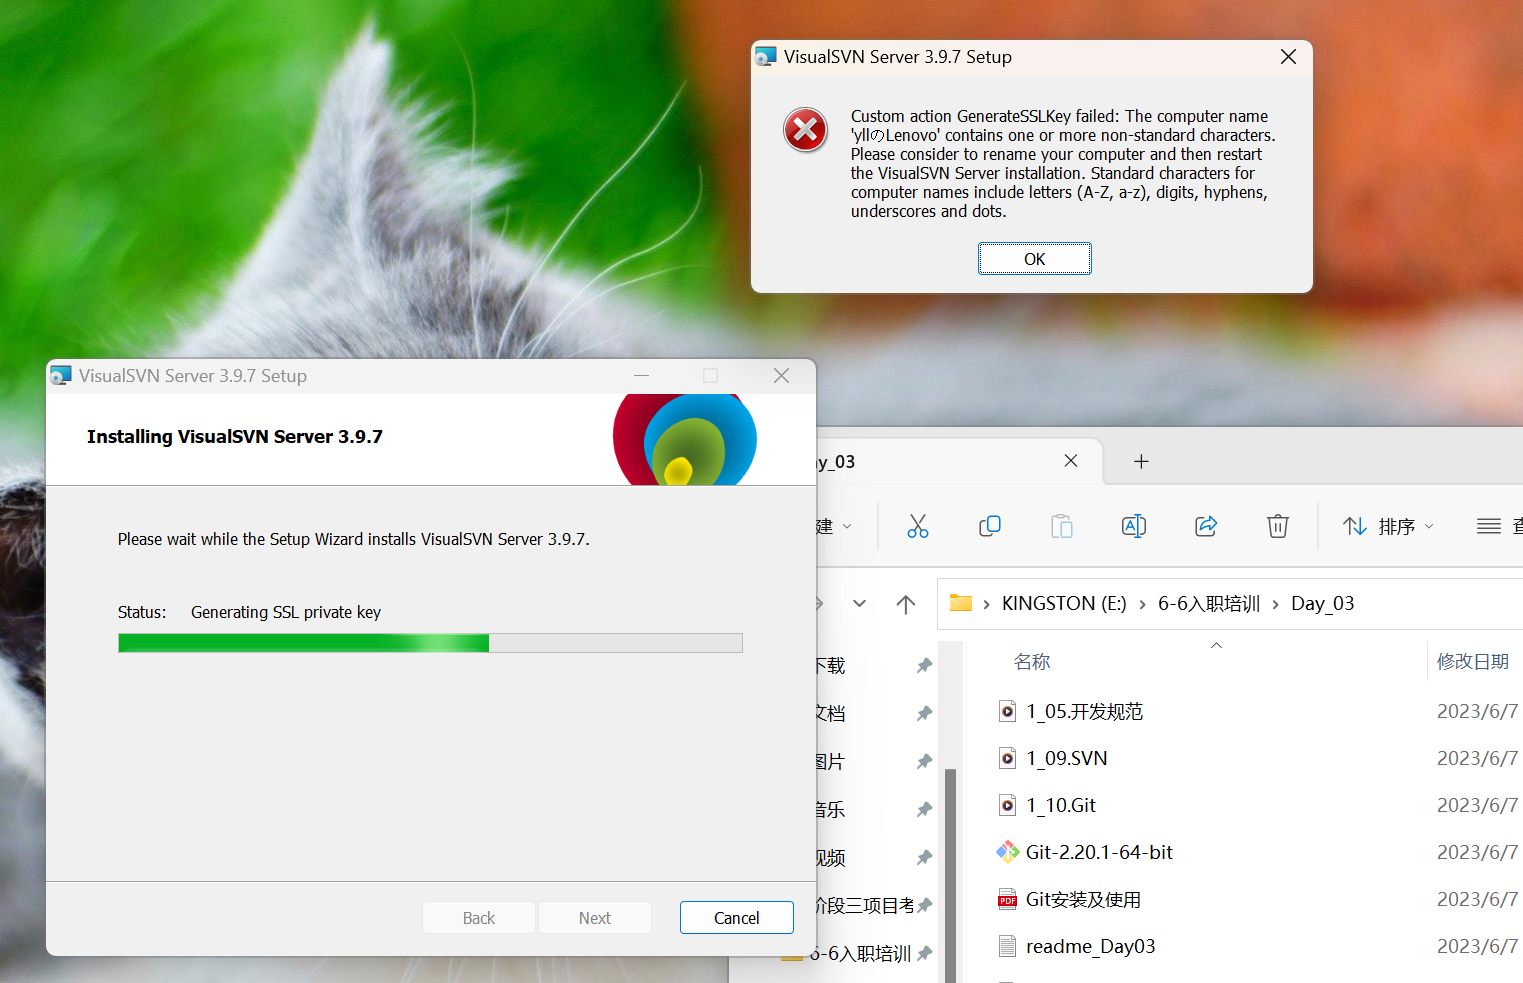 VisualSVN Server 3.9.7 Setup
Custom action GenerateSSLKey failed: The computer name
'yllのLenovo' contains one or more non-standard characters.
Please consider to rename your computer and then restart
the VisualSVN Server installation. Standard characters for
computer names include letters (A-Z, a-z), digits, hyphens,
underscores and dots.
OK
VisualSVN Server 3.9.7 Setup
Installing VisualSVN Server 3.9.7
Please wait while the Setup Wizard installs VisualSVN Server 3.9.7.
Status: Generating SSL private key
Back Next Cancel
ay_03
建 排序 查
KINGSTON (E:) 6-6入职培训 Day_03
下载
文档
图片
音乐
视频
阶段三项目考
6-6入职培训
名称 修改日期
1_05.开发规范 2023/6/7
1_09.SVN 2023/6/7
1_10.Git 2023/6/7
Git-2.20.1-64-bit 2023/6/7
Git安装及使用 2023/6/7
readme_Day03 2023/6/7